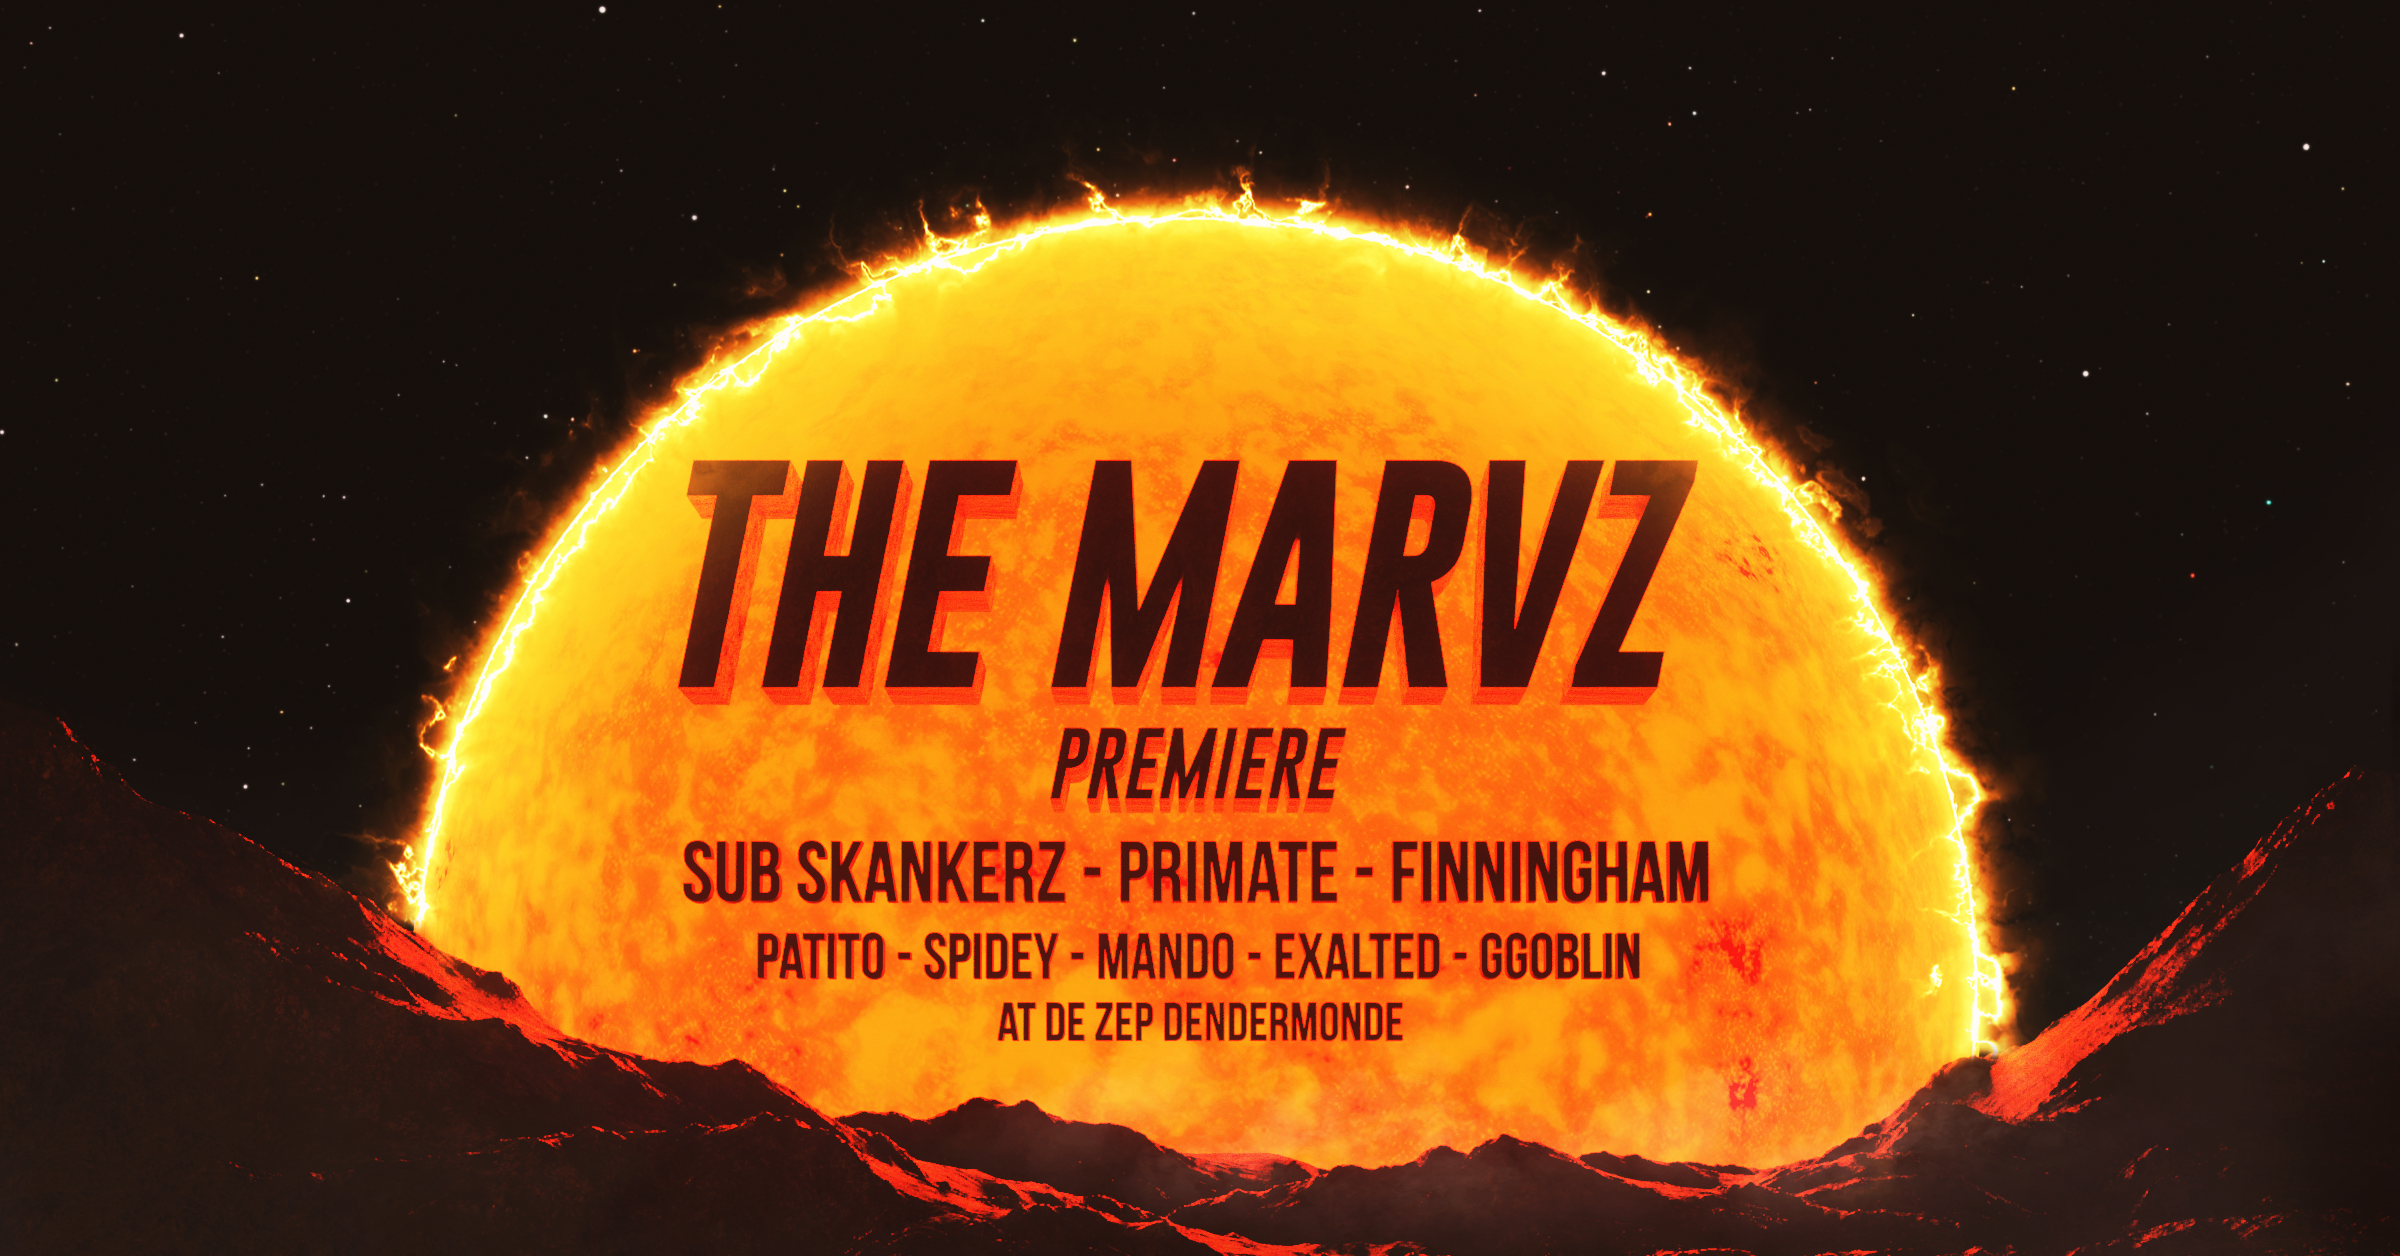 THE MARVZ
PREMIERE
SUB SKANKERZ - PRIMATE - FINNINGHAM
PATITO - SPIDEY - MANDO - EXALTED - GGOBLIN
AT DE ZEP DENDERMONDE